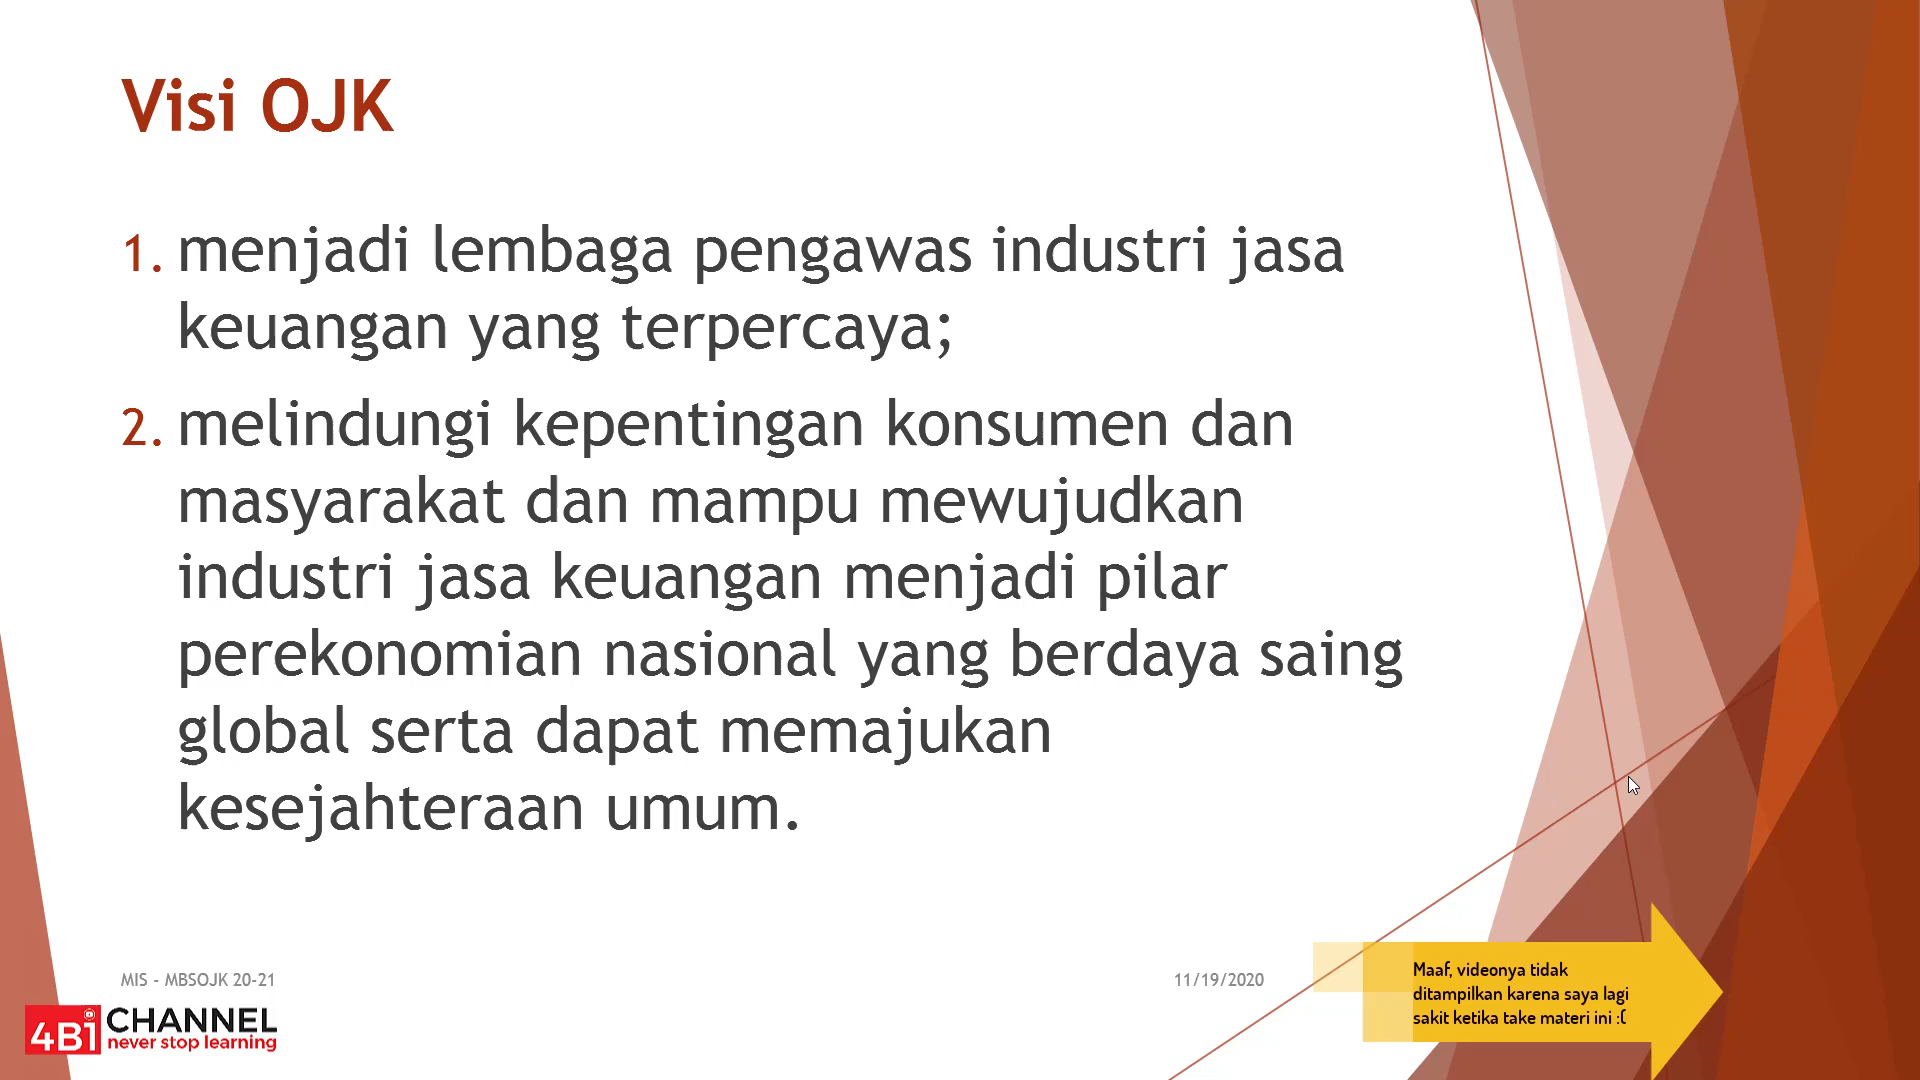 Visi OJK
1. menjadi lembaga pengawas industri jasa
keuangan yang terpercaya;
2. melindungi kepentingan konsumen dan
masyarakat dan mampu mewujudkan
industri jasa keuangan menjadi pilar
perekonomian nasional yang berdaya saing
global serta dapat memajukan
kesejahteraan umum.
MIS - MBSOJK 20-21
11/19/2020
Maaf, videonya tidak
ditampilkan karena saya lagi
sakit ketika take materi ini :(
4Bi CHANNEL
never stop learning